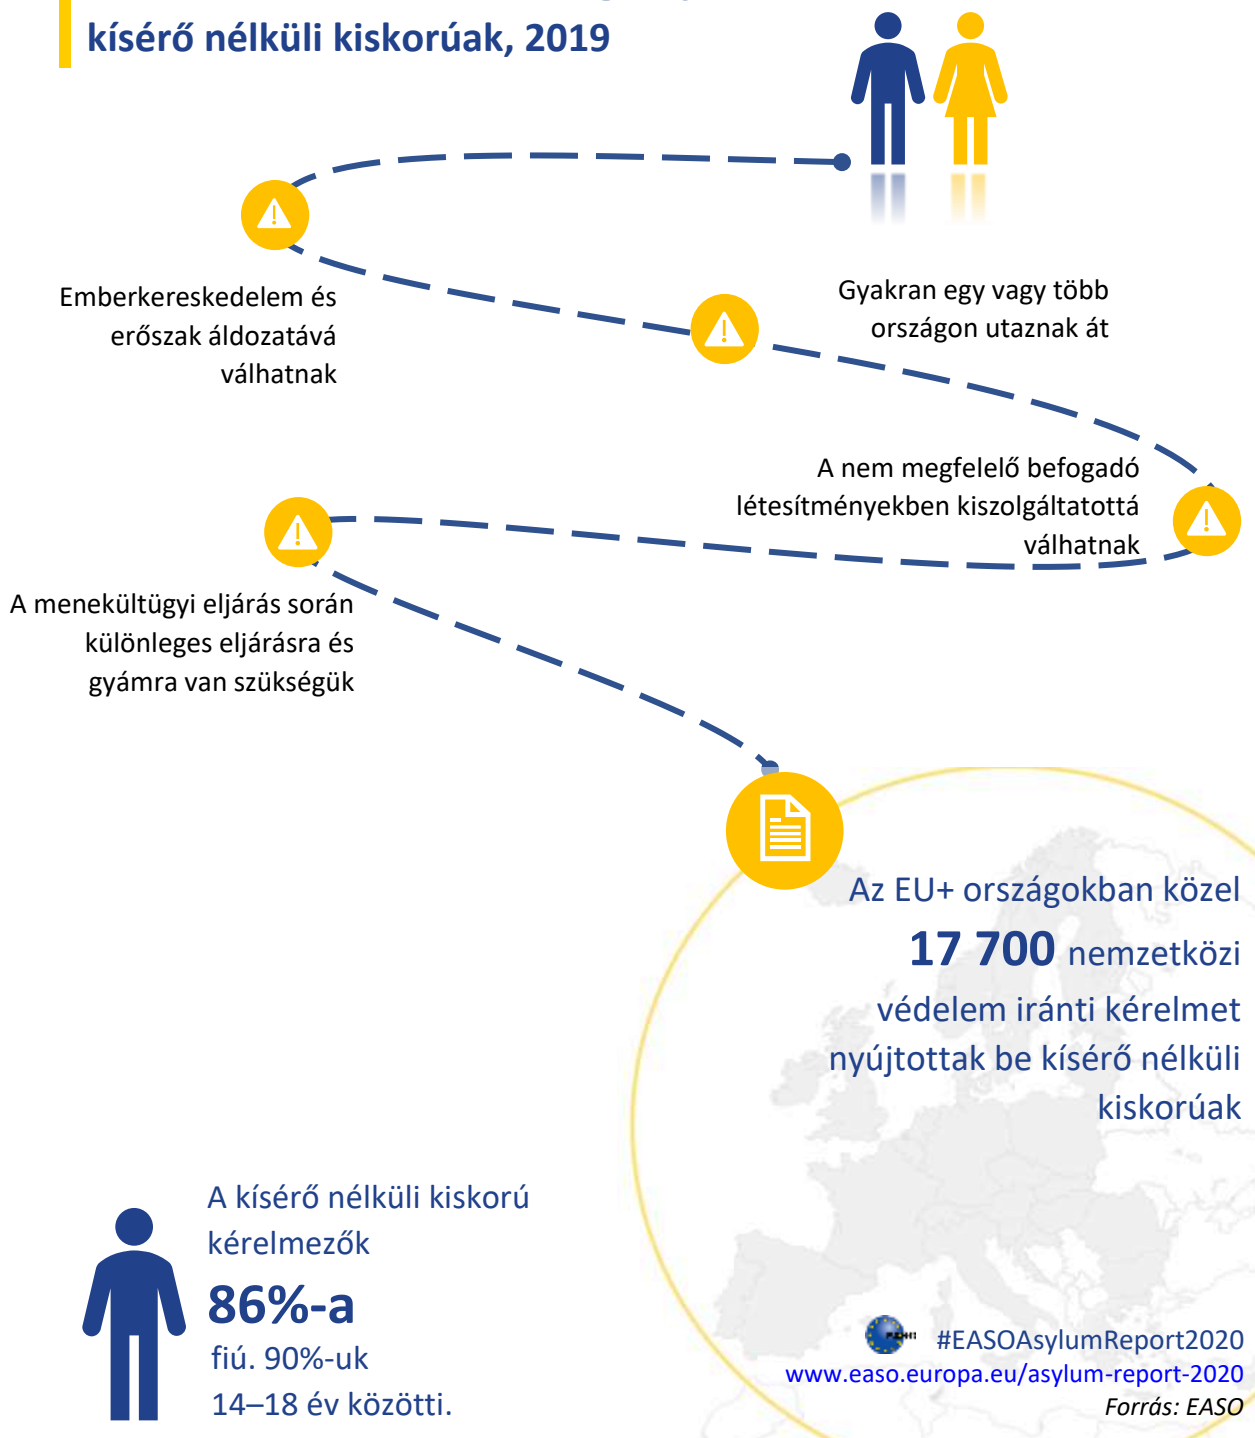 kísérő nélküli kiskorúak, 2019
Emberkereskedelem és
erőszak áldozatává
válhatnak
Gyakran egy vagy több
országon utaznak át
A nem megfelelő befogadó
létesítményekben kiszolgáltatottá
válhatnak
A menekültügyi eljárás során
különleges eljárásra és
gyámra van szükségük
Az EU+ országokban közel
17 700 nemzetközi
védelem iránti kérelmet
nyújtottak be kísérő nélküli
kiskorúak
A kísérő nélküli kiskorú
kérelmezők
86%-a
fiú. 90%-uk
14–18 év közötti.
#EASOAsylumReport2020
www.easo.europa.eu/asylum-report-2020
Forrás: EASO